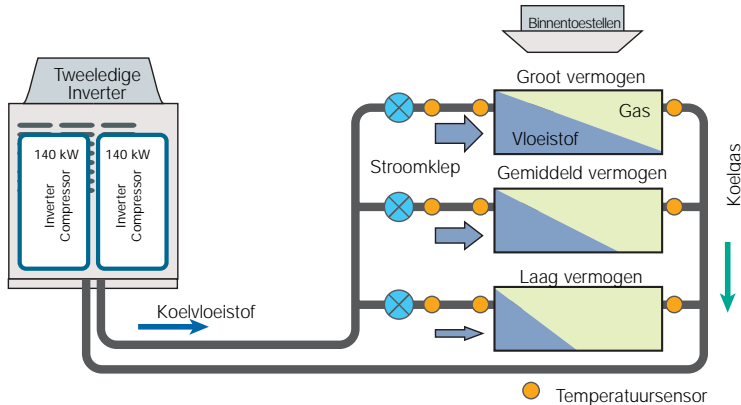 Binnentoestellen
Tweeledige
Inverter
Groot vermogen
Gas
Vloeistof
140 kW
140 kW
Inverter
Compressor
Inverter
Compressor
Stroomklep
Gemiddeld vermogen
Koelgas
Laag vermogen
Koelvloeistof
Temperatuursensor